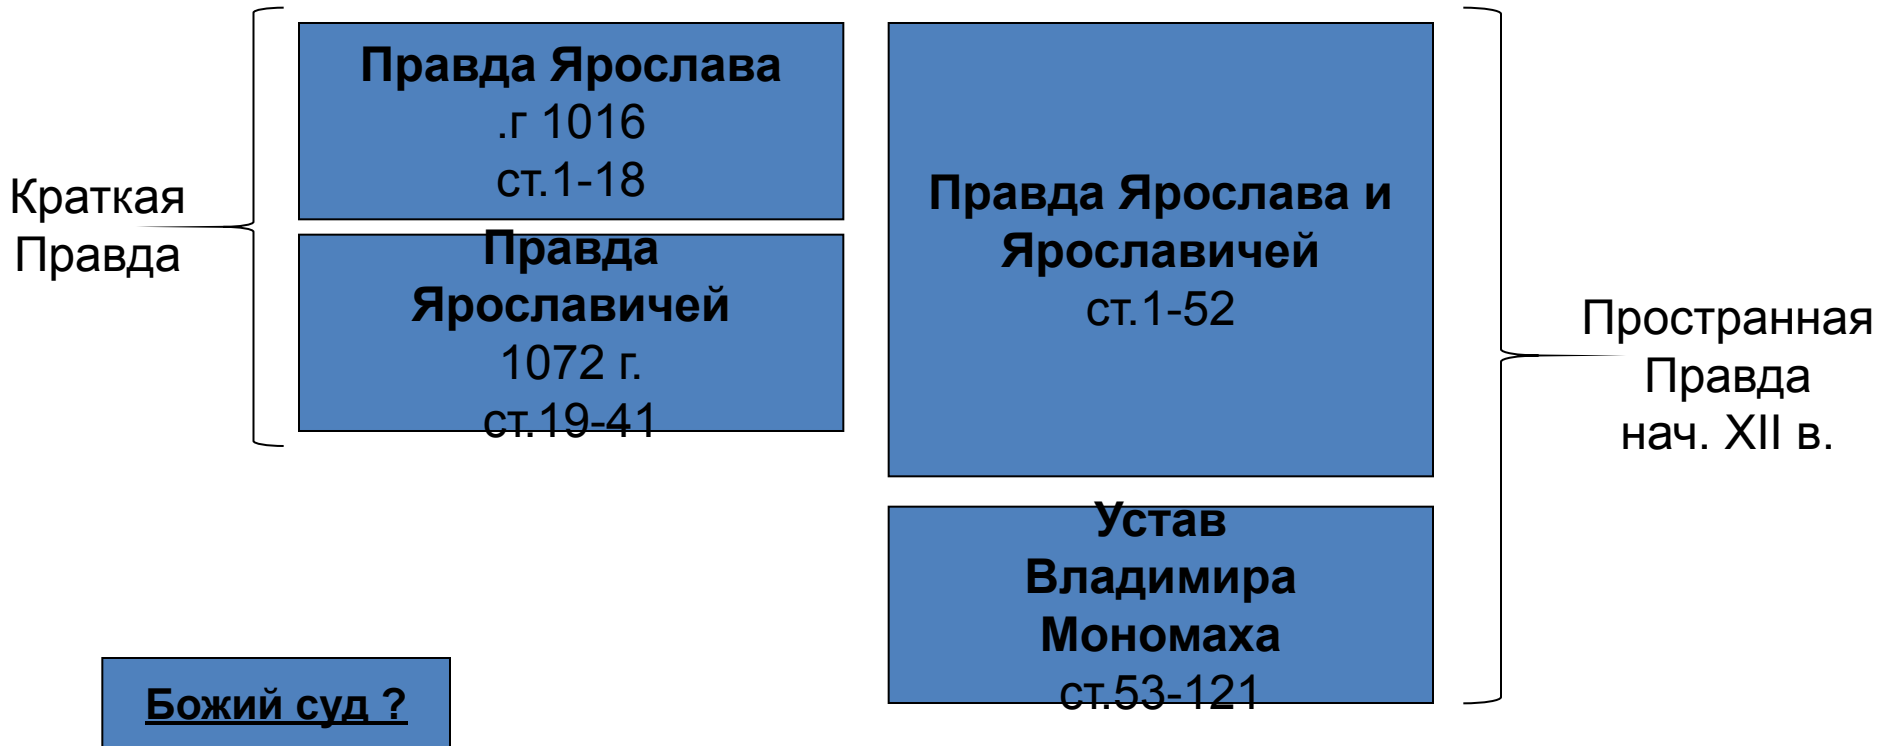 Краткая
Правда
Правда Ярослава
.г 1016
ст.1-18
Правда
Ярославичей
1072 г.
ст.19-41
Правда Ярослава и
Ярославичей
ст.1-52
Устав
Владимира
Мономаха
ст.53-121
Пространная
Правда
нач. XII в.
Божий суд ?